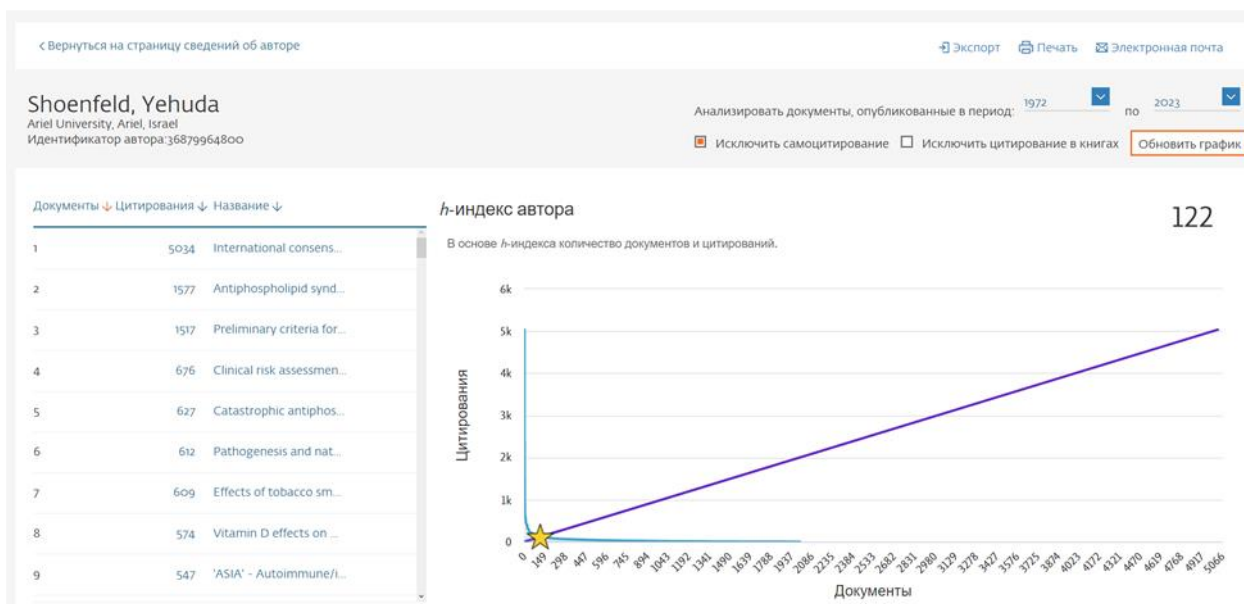 < Вернуться на страницу сведений об авторе
Экспорт Печать Электронная почта
Shoenfeld, Yehuda
Ariel University, Ariel, Israel
Идентификатор автора:36879964800
Анализировать документы, опубликованные в период: 1972 по 2023
Исключить самоцитирование Исключить цитирование в книгах Обновить график
Документы Цитирования Название
1 5034 International consens...
2 1577 Antiphospholipid synd...
3 1517 Preliminary criteria for...
4 676 Clinical risk assessmen...
5 627 Catastrophic antiphos...
6 612 Pathogenesis and nat...
7 609 Effects of tobacco sm...
8 574 Vitamin D effects on ...
9 547 'ASIA' - Autoimmune/i...
h-индекс автора
122
В основе h-индекса количество документов и цитирований.
6k
5k
4k
3k
2k
1k
0
Цитирования
0 149 298 447 596 745 894 1043 1192 1341 1490 1639 1788 1937 2086 2235 2384 2533 2682 2831 2980 3129 3278 3427 3576 3725 3874 4023 4172 4321 4470 4619 4768 4917 5066
Документы